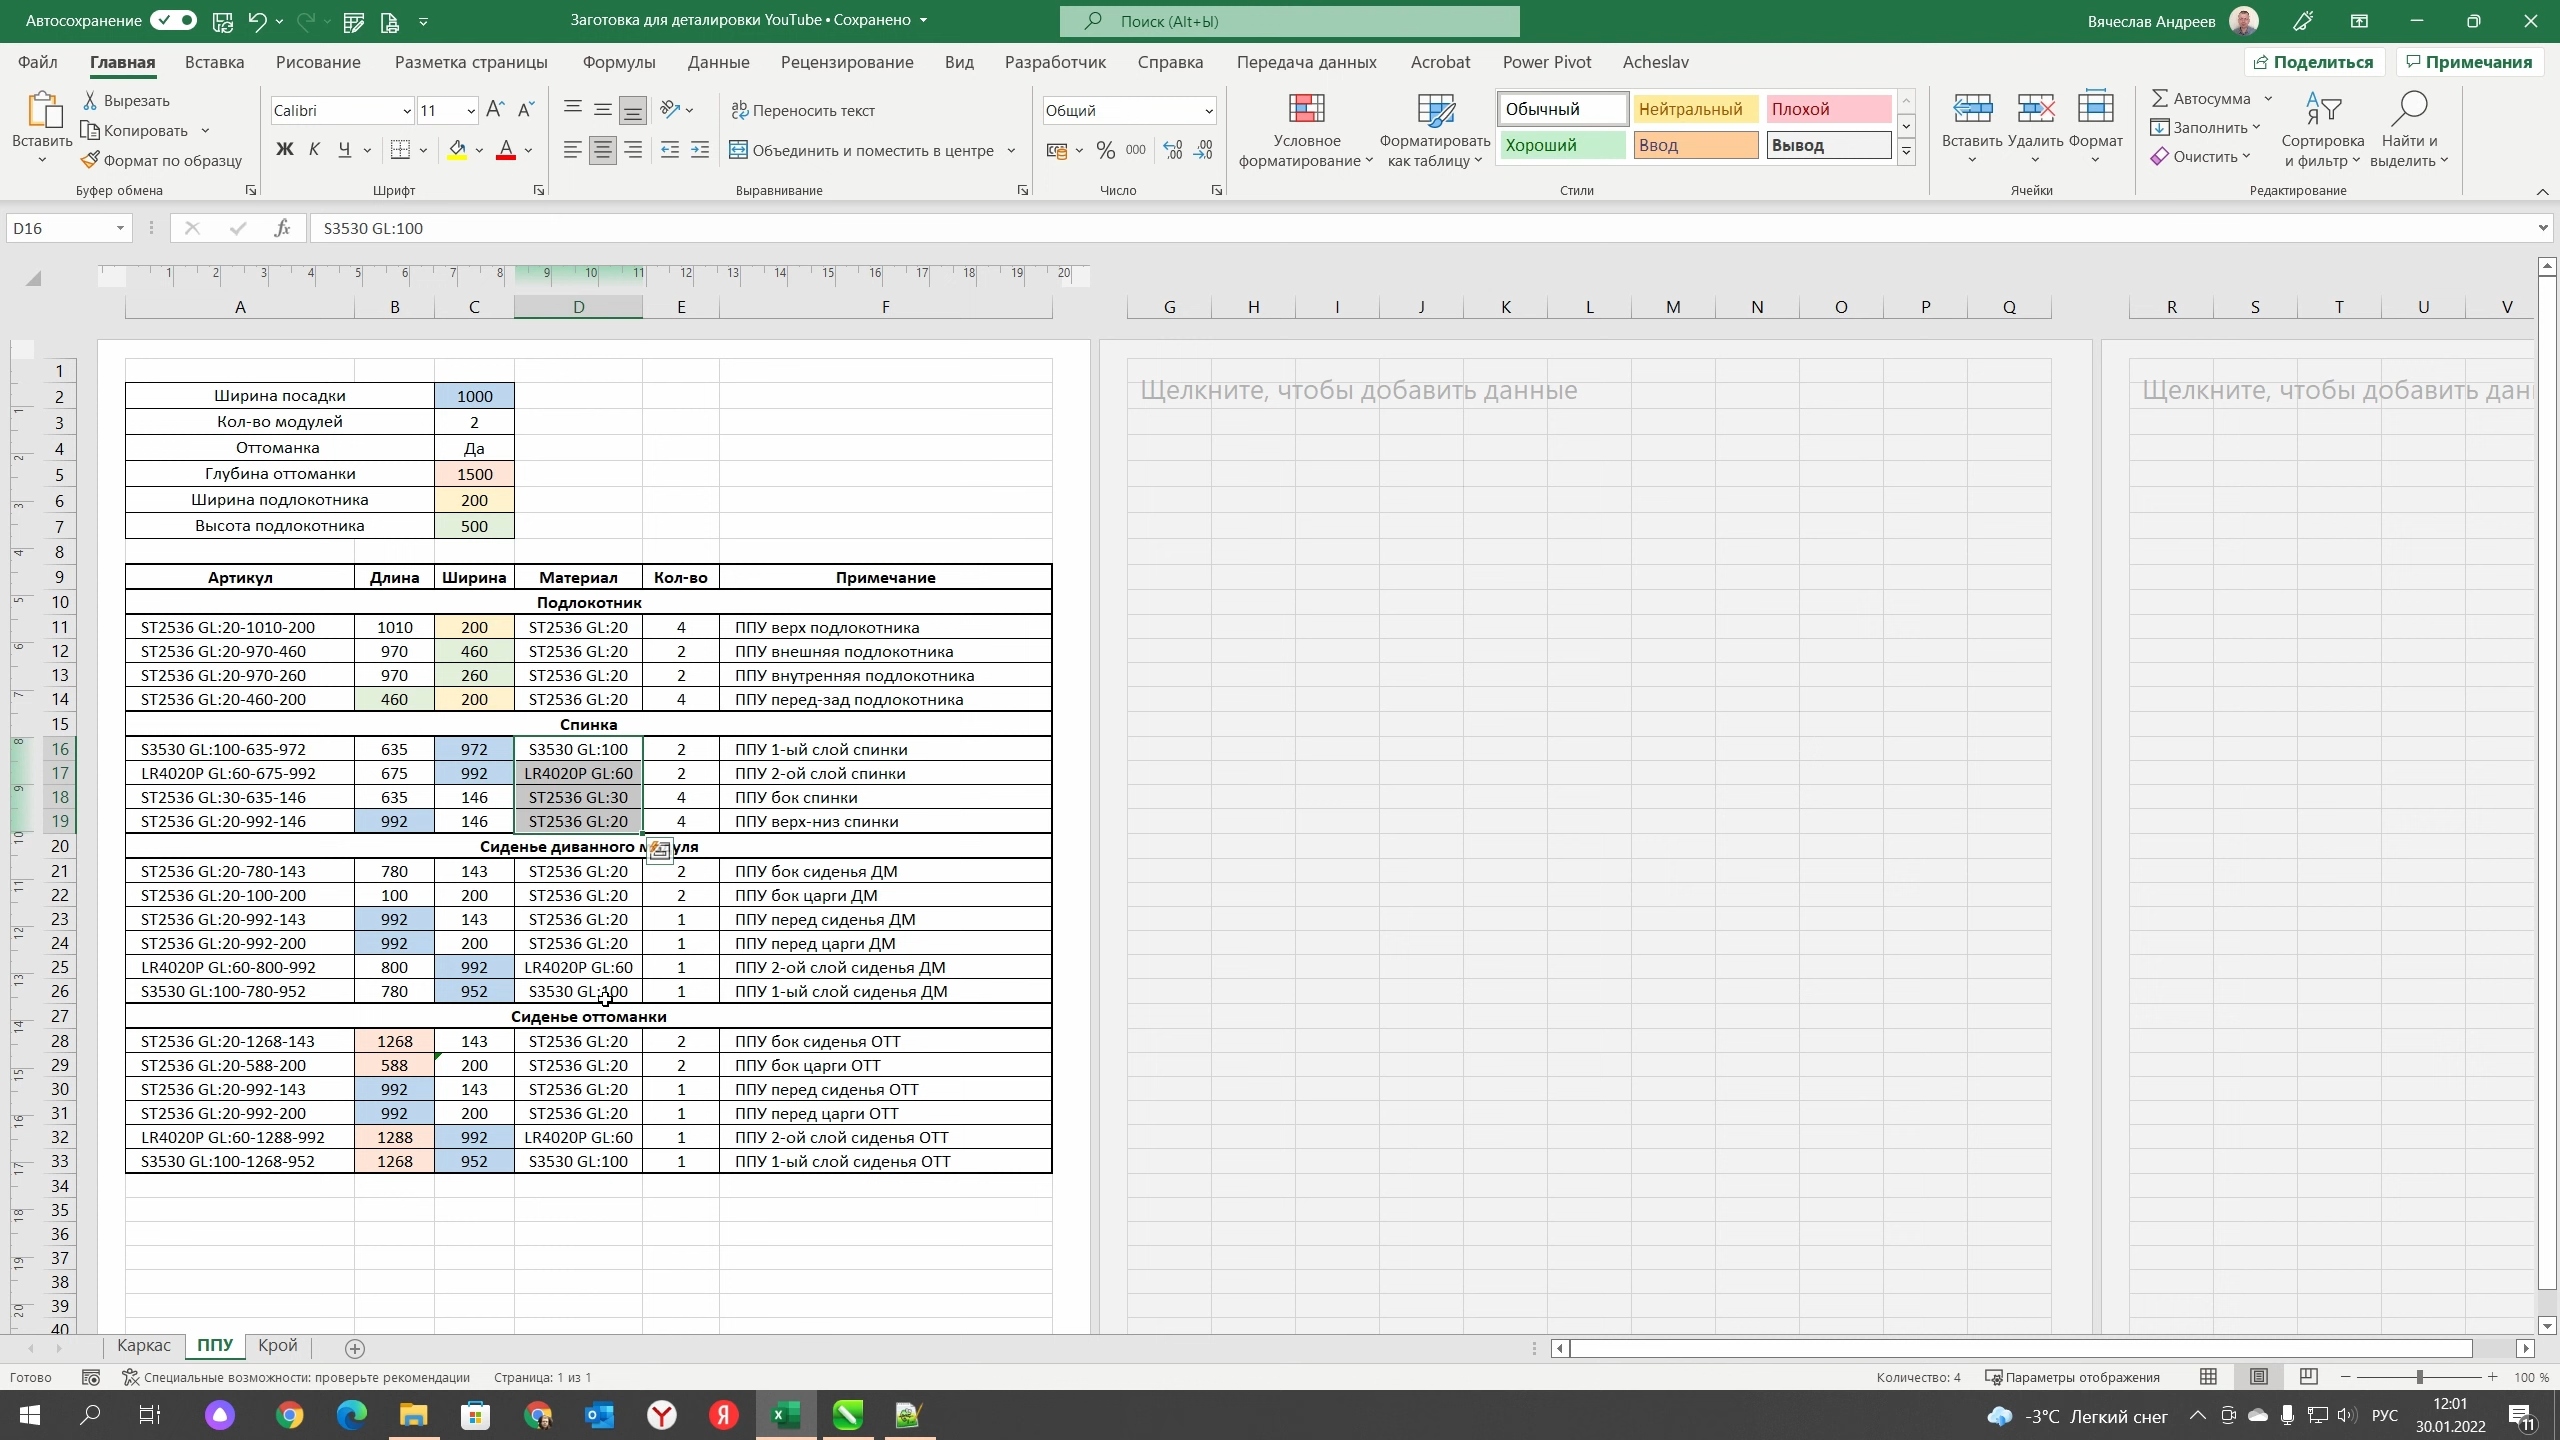 Автосохранение
Заготовка для деталировки YouTube • Сохранено
Поиск (Alt+Ы)
Вячеслав Андреев
Файл Главная Вставка Рисование Разметка страницы Формулы Данные Рецензирование Вид Разработчик Справка Передача данных Acrobat Power Pivot Acheslav
Поделиться Примечания
Вставить
Вырезать
Копировать
Формат по образцу
Буфер обмена
Calibri 11
Ж К Ч
Шрифт
Переносить текст
Объединить и поместить в центре
Выравнивание
Общий
% 000
Число
Условное форматирование
Форматировать как таблицу
Обычный Нейтральный Плохой
Хороший Ввод Вывод
Стили
Вставить Удалить Формат
Ячейки
Автосумма
Заполнить
Очистить
Сортировка и фильтр
Найти и выделить
Редактирование
D16 fx S3530 GL:100
1 2 3 4 5 6 7 8 9 10 11 12 13 14 15 16 17 18 19 20
A B C D E F G H I J K L M N O P Q R S T U V
Щелкните, чтобы добавить данные
Щелкните, чтобы добавить дан
1
2 Ширина посадки 1000
3 Кол-во модулей 2
4 Оттоманка Да
5 Глубина оттоманки 1500
6 Ширина подлокотника 200
7 Высота подлокотника 500
8
9 Артикул Длина Ширина Материал Кол-во Примечание
10 Подлокотник
11 ST2536 GL:20-1010-200 1010 200 ST2536 GL:20 4 ППУ верх подлокотника
12 ST2536 GL:20-970-460 970 460 ST2536 GL:20 2 ППУ внешняя подлокотника
13 ST2536 GL:20-970-260 970 260 ST2536 GL:20 2 ППУ внутренняя подлокотника
14 ST2536 GL:20-460-200 460 200 ST2536 GL:20 4 ППУ перед-зад подлокотника
15 Спинка
16 S3530 GL:100-635-972 635 972 S3530 GL:100 2 ППУ 1-ый слой спинки
17 LR4020P GL:60-675-992 675 992 LR4020P GL:60 2 ППУ 2-ой слой спинки
18 ST2536 GL:30-635-146 635 146 ST2536 GL:30 4 ППУ бок спинки
19 ST2536 GL:20-992-146 992 146 ST2536 GL:20 4 ППУ верх-низ спинки
20 Сиденье диванного м уля
21 ST2536 GL:20-780-143 780 143 ST2536 GL:20 2 ППУ бок сиденья ДМ
22 ST2536 GL:20-100-200 100 200 ST2536 GL:20 2 ППУ бок царги ДМ
23 ST2536 GL:20-992-143 992 143 ST2536 GL:20 1 ППУ перед сиденья ДМ
24 ST2536 GL:20-992-200 992 200 ST2536 GL:20 1 ППУ перед царги ДМ
25 LR4020P GL:60-800-992 800 992 LR4020P GL:60 1 ППУ 2-ой слой сиденья ДМ
26 S3530 GL:100-780-952 780 952 S3530 GL:100 1 ППУ 1-ый слой сиденья ДМ
27 Сиденье оттоманки
28 ST2536 GL:20-1268-143 1268 143 ST2536 GL:20 2 ППУ бок сиденья ОТТ
29 ST2536 GL:20-588-200 588 200 ST2536 GL:20 2 ППУ бок царги ОТТ
30 ST2536 GL:20-992-143 992 143 ST2536 GL:20 1 ППУ перед сиденья ОТТ
31 ST2536 GL:20-992-200 992 200 ST2536 GL:20 1 ППУ перед царги ОТТ
32 LR4020P GL:60-1288-992 1288 992 LR4020P GL:60 1 ППУ 2-ой слой сиденья ОТТ
33 S3530 GL:100-1268-952 1268 952 S3530 GL:100 1 ППУ 1-ый слой сиденья ОТТ
34
35
36
37
38
39
40
Каркас ППУ Крой
Готово Специальные возможности: проверьте рекомендации Страница: 1 из 1 Количество: 4 Параметры отображения 100 %
-3°C Легкий снег РУС 12:01
30.01.2022
11